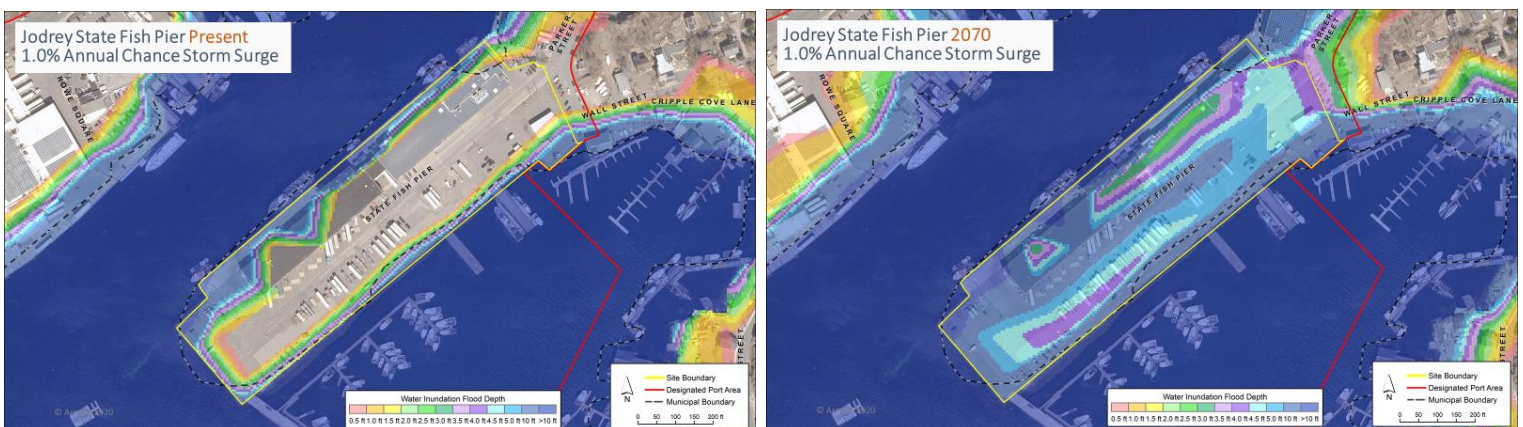 Jodrey State Fish Pier Present
1.0% Annual Chance Storm Surge
PARKER
STREET
ROWE SQUARE
WALL STREET
CRIPPLE COVE LANE
STATE FISH PIER
STREET
Water Inundation Flood Depth
0.5 ft 1.0 ft 1.5 ft 2.0 ft 2.5 ft 3.0 ft 3.5 ft 4.0 ft 4.5 ft 5.0 ft 10 ft >10 ft
N
Site Boundary
Designated Port Area
Municipal Boundary
0 50 100 150 200 ft
2020
Jodrey State Fish Pier 2070
1.0% Annual Chance Storm Surge
PARKER
STREET
ROWE SQUARE
WALL STREET
CRIPPLE COVE LANE
STATE FISH PIER
STREET
Water Inundation Flood Depth
0.5 ft 1.0 ft 1.5 ft 2.0 ft 2.5 ft 3.0 ft 3.5 ft 4.0 ft 4.5 ft 5.0 ft 10 ft >10 ft
N
Site Boundary
Designated Port Area
Municipal Boundary
0 50 100 150 200 ft
2020